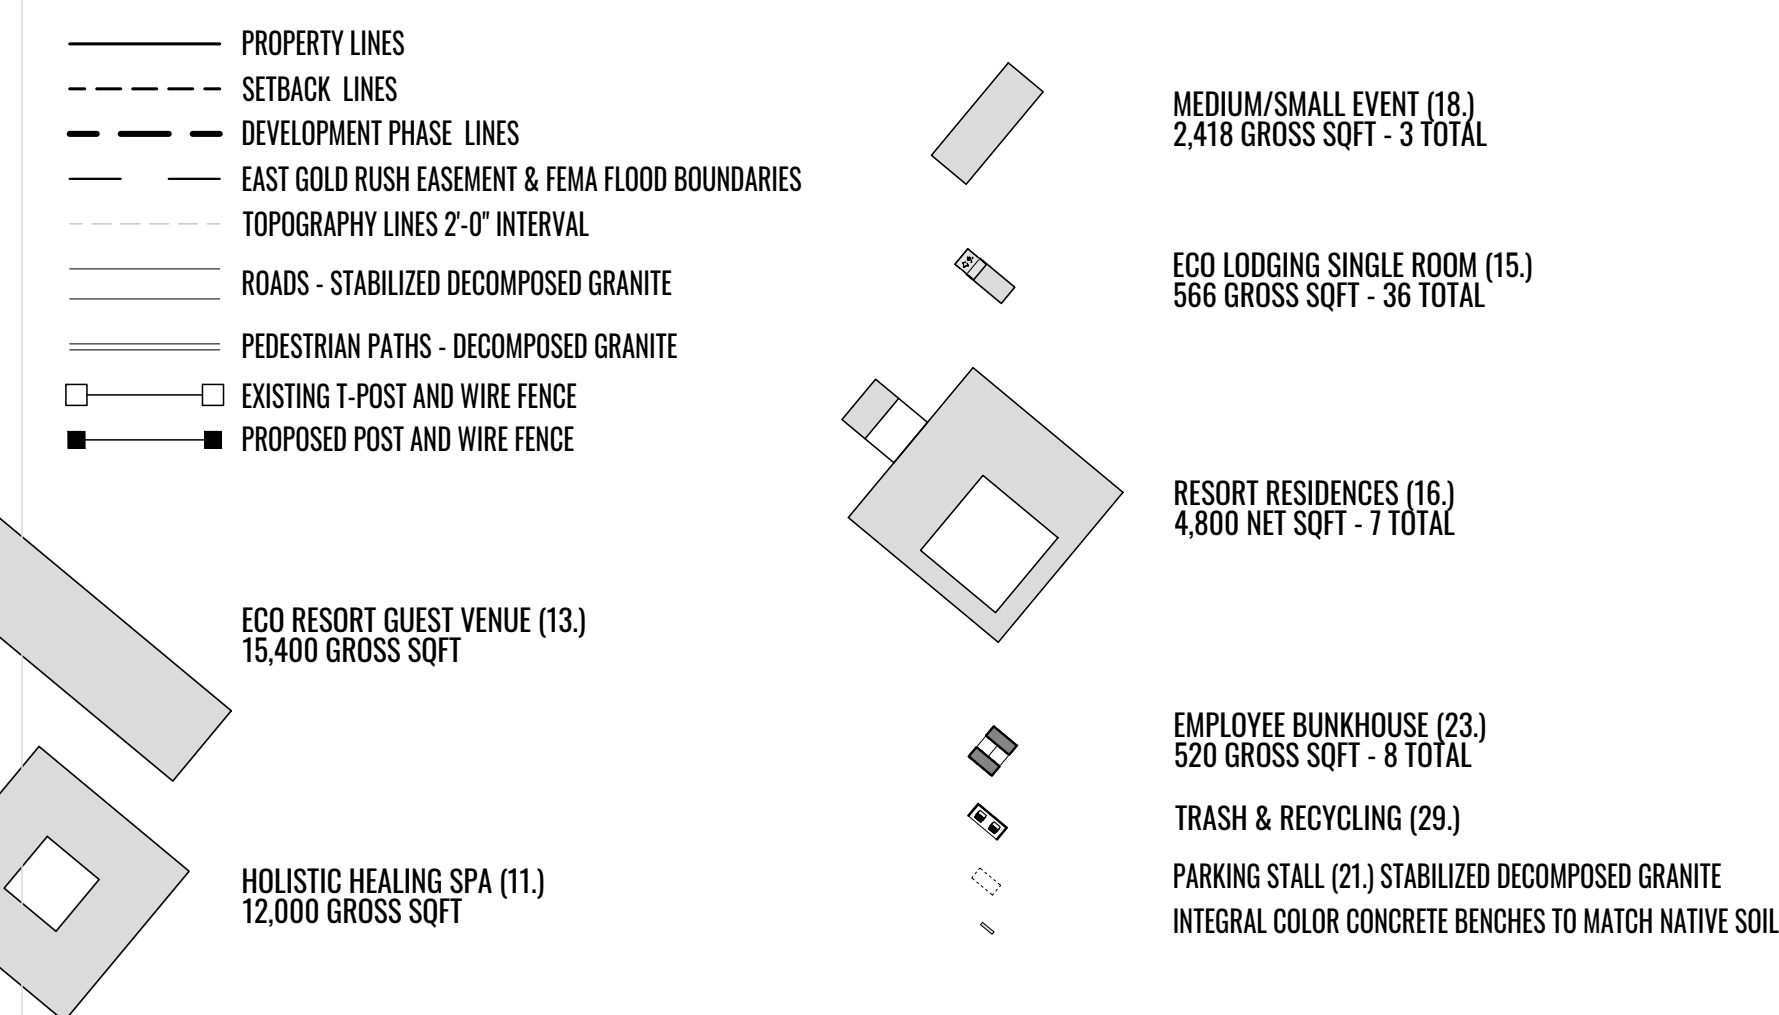 PROPERTY LINES
SETBACK LINES
DEVELOPMENT PHASE LINES
EAST GOLD RUSH EASEMENT & FEMA FLOOD BOUNDARIES
TOPOGRAPHY LINES 2'-0" INTERVAL
ROADS - STABILIZED DECOMPOSED GRANITE
PEDESTRIAN PATHS - DECOMPOSED GRANITE
EXISTING T-POST AND WIRE FENCE
PROPOSED POST AND WIRE FENCE
ECO RESORT GUEST VENUE (13.)
15,400 GROSS SQFT
HOLISTIC HEALING SPA (11.)
12,000 GROSS SQFT
MEDIUM/SMALL EVENT (18.)
2,418 GROSS SQFT - 3 TOTAL
ECO LODGING SINGLE ROOM (15.)
566 GROSS SQFT - 36 TOTAL
RESORT RESIDENCES (16.)
4,800 NET SQFT - 7 TOTAL
EMPLOYEE BUNKHOUSE (23.)
520 GROSS SQFT - 8 TOTAL
TRASH & RECYCLING (29.)
PARKING STALL (21.) STABILIZED DECOMPOSED GRANITE
INTEGRAL COLOR CONCRETE BENCHES TO MATCH NATIVE SOIL